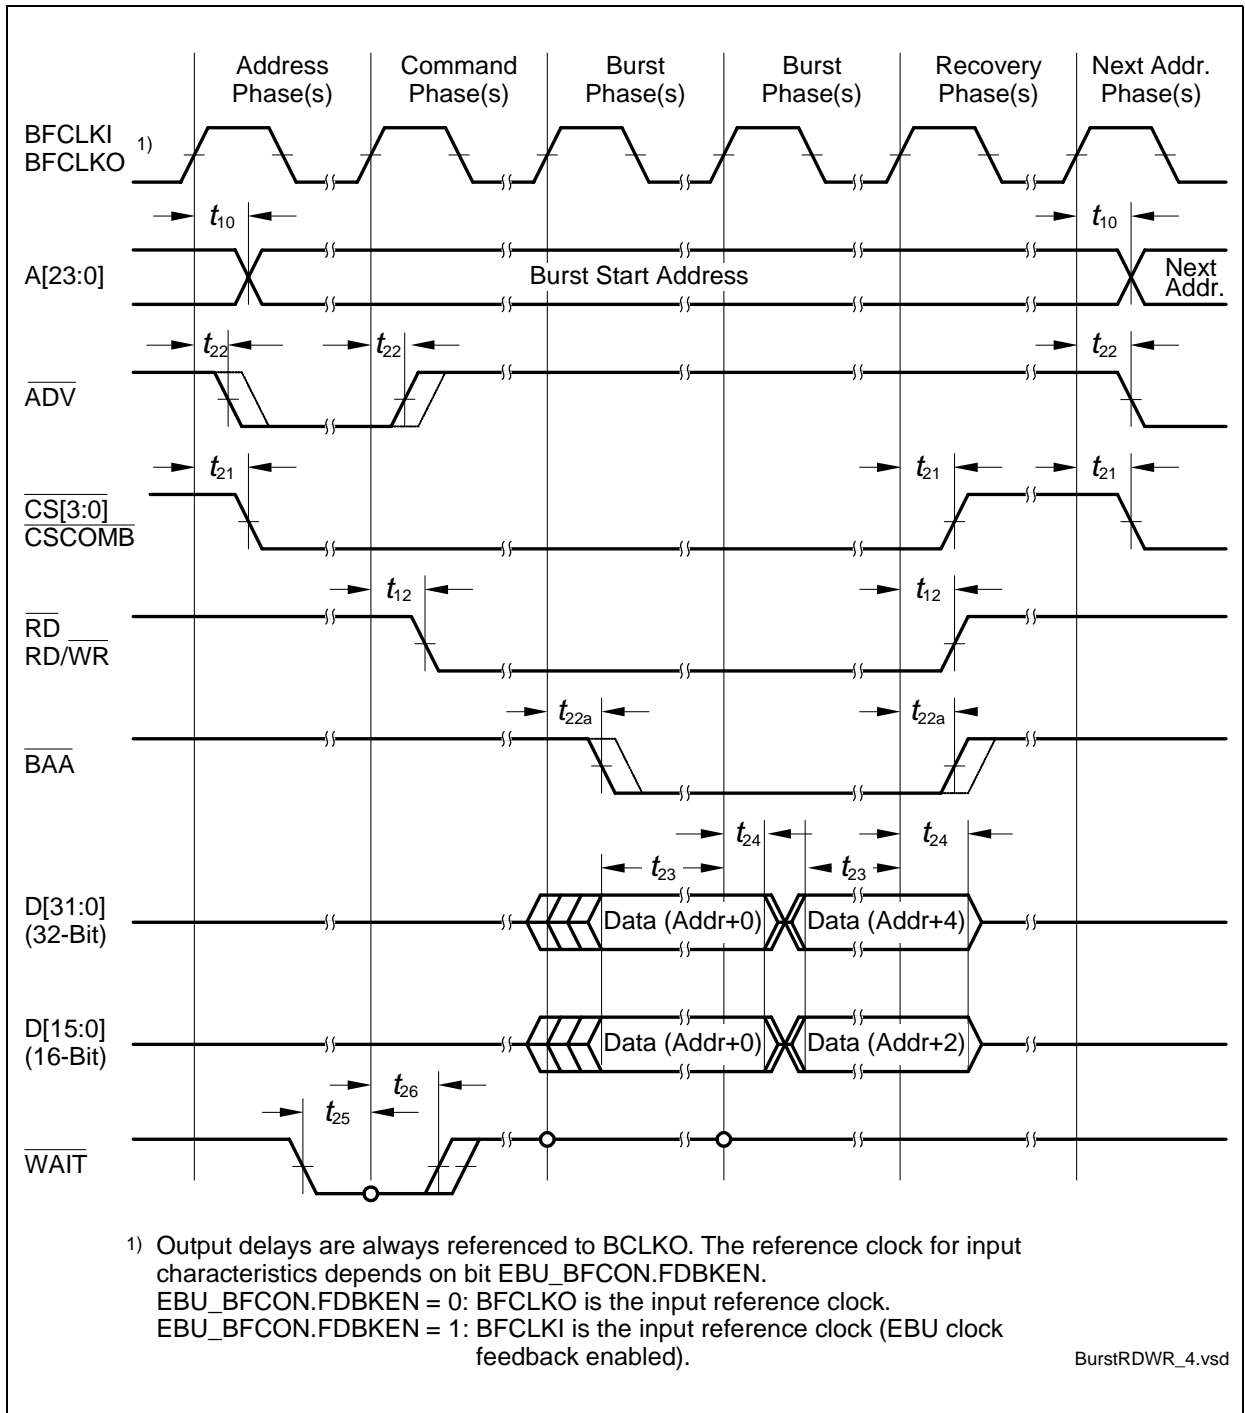 Address Phase(s)
Command Phase(s)
Burst Phase(s)
Burst Phase(s)
Recovery Phase(s)
Next Addr. Phase(s)
BFCLKI
BFCLKO 1)
t10
t10
A[23:0]
Burst Start Address
Next Addr.
t22
t22
t22
ADV
t21
t21
t21
CS[3:0]
CSCOMB
t12
t12
RD
RD/WR
t22a
t22a
BAA
t24
t24
t23
t23
D[31:0]
(32-Bit)
Data (Addr+0)
Data (Addr+4)
D[15:0]
(16-Bit)
Data (Addr+0)
Data (Addr+2)
t26
t25
WAIT
1) Output delays are always referenced to BCLKO. The reference clock for input
characteristics depends on bit EBU_BFCON.FDBKEN.
EBU_BFCON.FDBKEN = 0: BFCLKO is the input reference clock.
EBU_BFCON.FDBKEN = 1: BFCLKI is the input reference clock (EBU clock
feedback enabled).
BurstRDWR_4.vsd